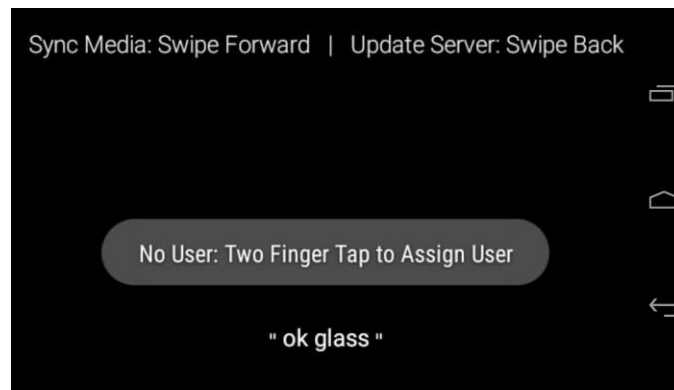 Sync Media: Swipe Forward | Update Server: Swipe Back
No User: Two Finger Tap to Assign User
" ok glass "